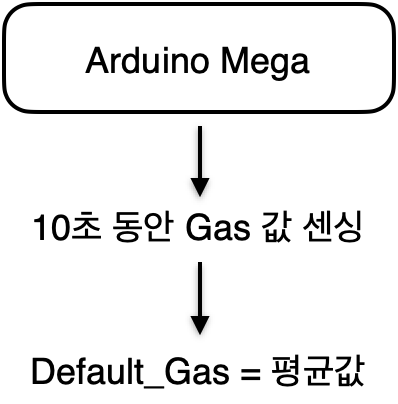 Arduino Mega
10초 동안 Gas 값 센싱
Default_Gas = 평균값